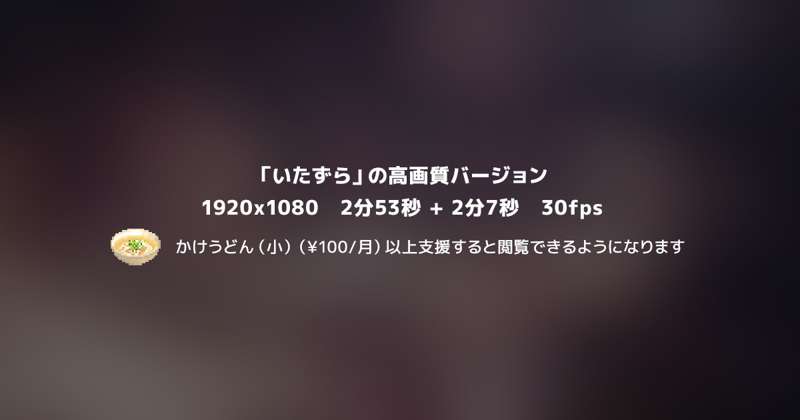 「いたずら」の高画質バージョン
1920x1080　2分53秒 + 2分7秒　30fps
かけうどん（小）（¥100/月）以上支援すると閲覧できるようになります